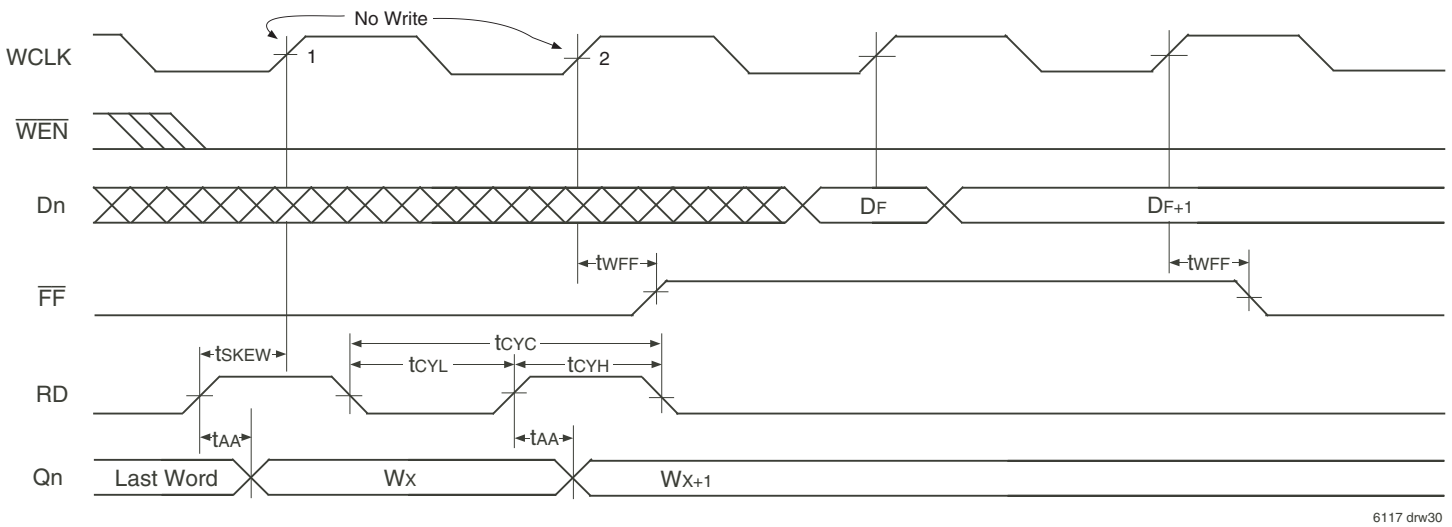 No Write
WCLK 1 2
WEN
Dn DF DF+1
tWFF tWFF
FF
tCYC
tSKEW tCYL tCYH
RD
tAA tAA
Qn Last Word WX WX+1
6117 drw30